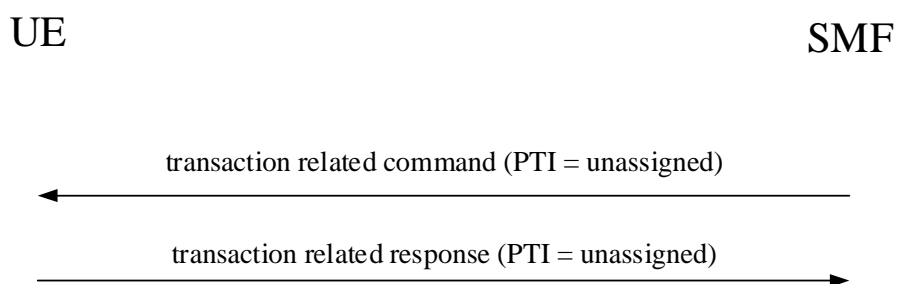 UE
SMF
transaction related command (PTI = unassigned)
transaction related response (PTI = unassigned)